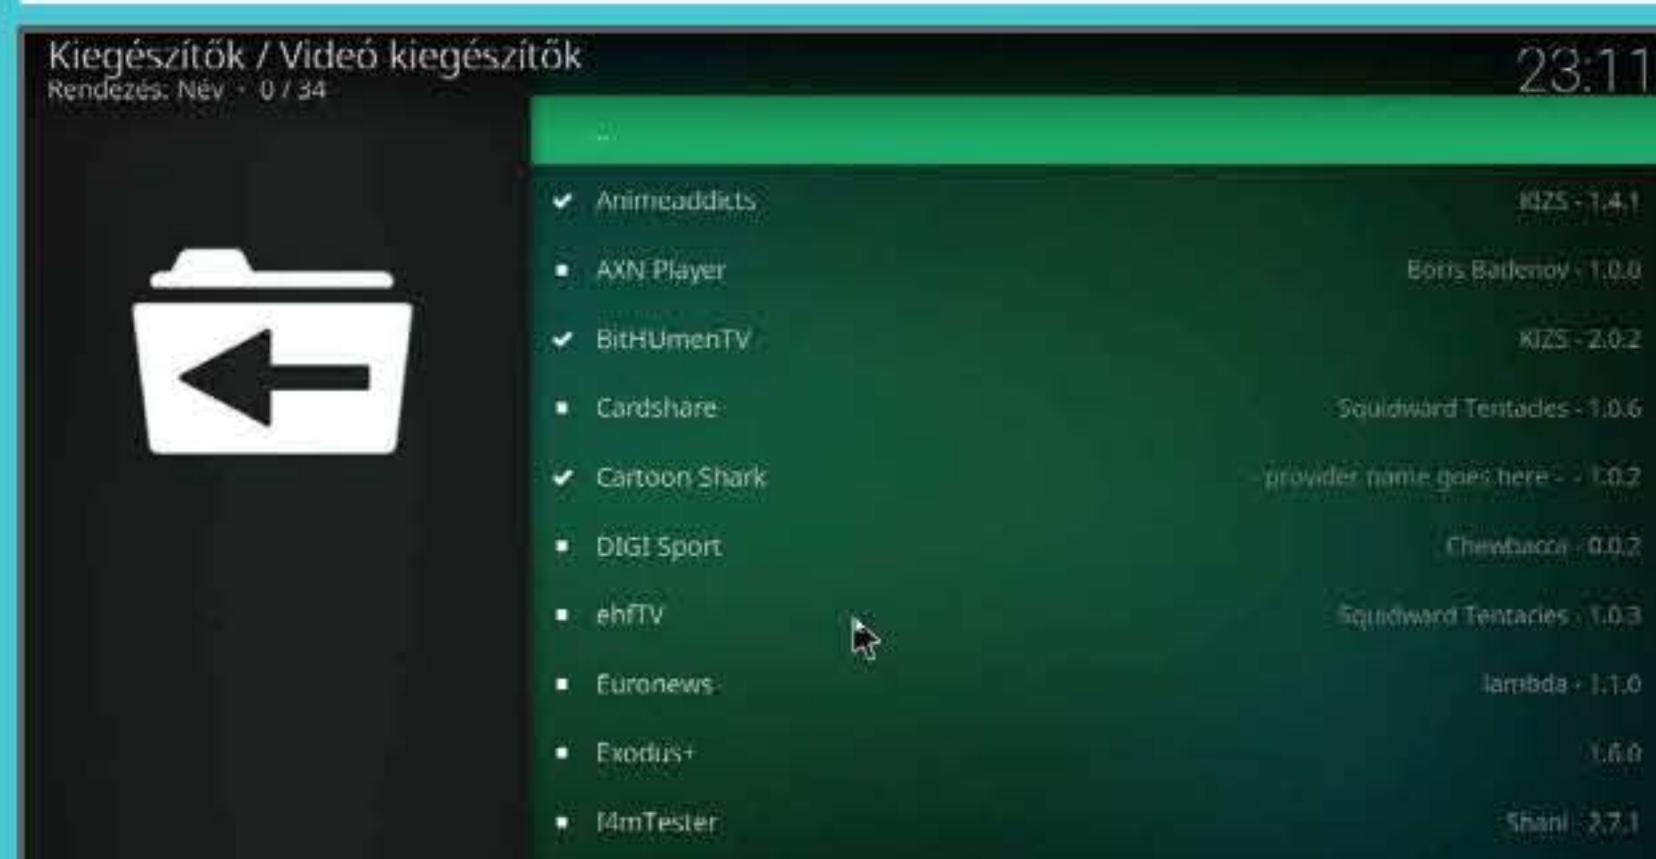 Kiegészítők / Videó kiegészítők
23:11
Rendezés: Név · 0 / 34
..
Animeaddicts KIZS - 1.4.1
AXN Player Boris Badenov - 1.0.0
BitHUmenTV KIZS - 2.0.2
Cardshare Squidward Tentacles - 1.0.6
Cartoon Shark - provider name goes here - - 1.0.2
DIGI Sport Chewbacca - 0.0.2
ehfTV Squidward Tentacles - 1.0.3
Euronews lambda - 1.1.0
Exodus+ 1.6.0
f4mTester Shani - 2.7.1